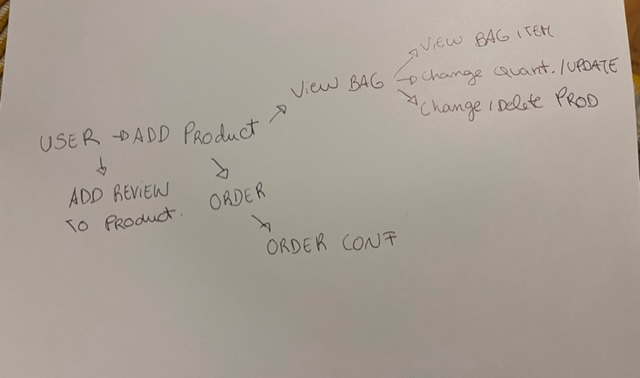 VIEW BAG ITEM
VIEW BAG → Change Quant./UPDATE
Change/Delete PROD
USER → ADD Product
ADD REVIEW
TO Product.
ORDER
ORDER CONF